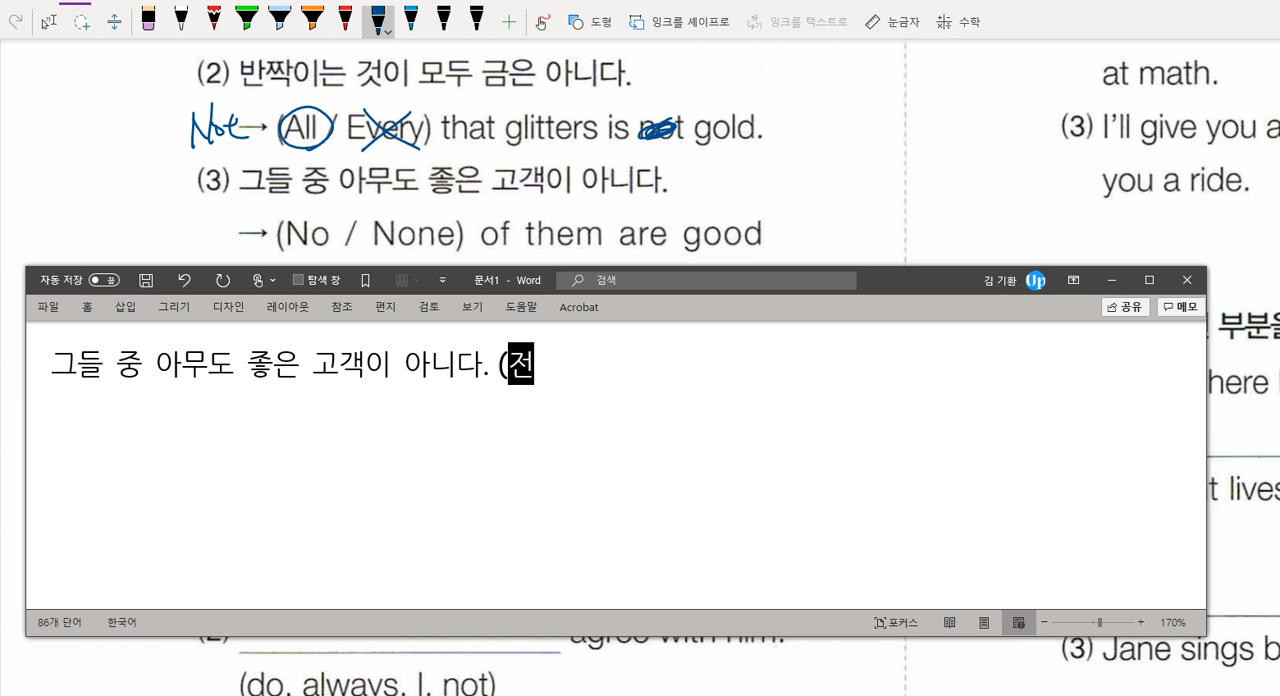 도형
잉크를 셰이프로
잉크를 텍스트로
눈금자
수학
(2) 반짝이는 것이 모두 금은 아니다.
Not → (All / Every) that glitters is not gold.
(3) 그들 중 아무도 좋은 고객이 아니다.
→ (No / None) of them are good
at math.
(3) I'll give you a
you a ride.
자동 저장 끔 탐색 창 문서1 - Word 검색 김 기환 Up
파일 홈 삽입 그리기 디자인 레이아웃 참조 편지 검토 보기 도움말 Acrobat 공유 메모
그들 중 아무도 좋은 고객이 아니다. (전
부분을
here
t lives
86개 단어 한국어 포커스 170%
(2) agree with him.
(do, always, I, not)
(3) Jane sings b